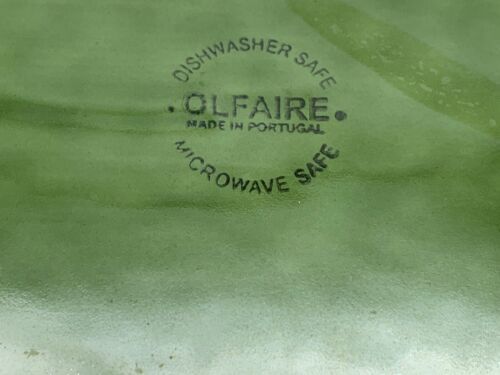 DISHWASHER SAFE
• OLFAIRE •
MADE IN PORTUGAL
MICROWAVE SAFE